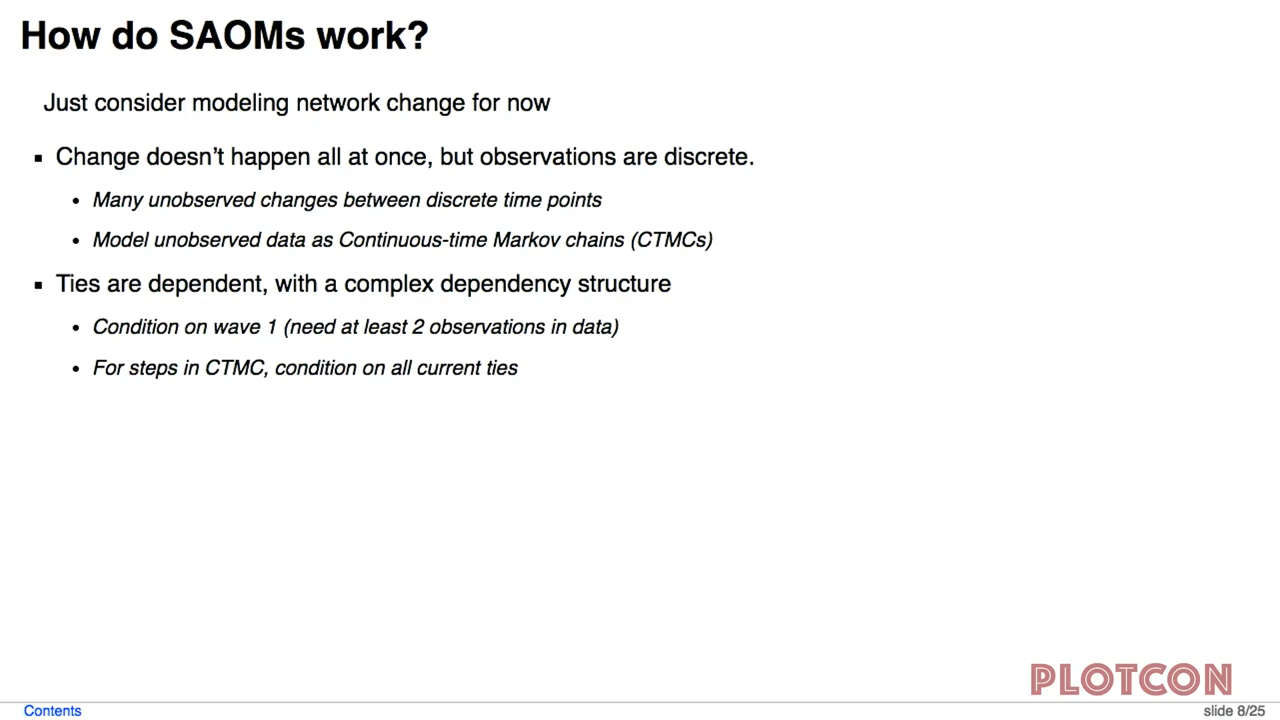 How do SAOMs work?
Just consider modeling network change for now
Change doesn’t happen all at once, but observations are discrete.
Many unobserved changes between discrete time points
Model unobserved data as Continuous-time Markov chains (CTMCs)
Ties are dependent, with a complex dependency structure
Condition on wave 1 (need at least 2 observations in data)
For steps in CTMC, condition on all current ties
PLOTCON
Contents
slide 8/25